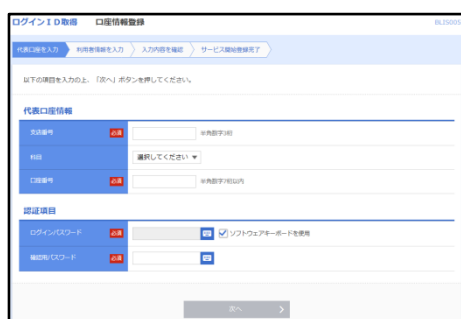 ログインＩＤ取得　口座情報登録　BLIS005
代表口座を入力　利用者情報を入力　入力内容を確認　サービス開始登録完了
以下の項目を入力の上、「次へ」ボタンを押してください。
代表口座情報
支店番号　必須　半角数字3桁
科目　選択してください
口座番号　必須　半角数字7桁以内
認証項目
ログインパスワード　必須　ソフトウェアキーボードを使用
確認用パスワード　必須
次へ